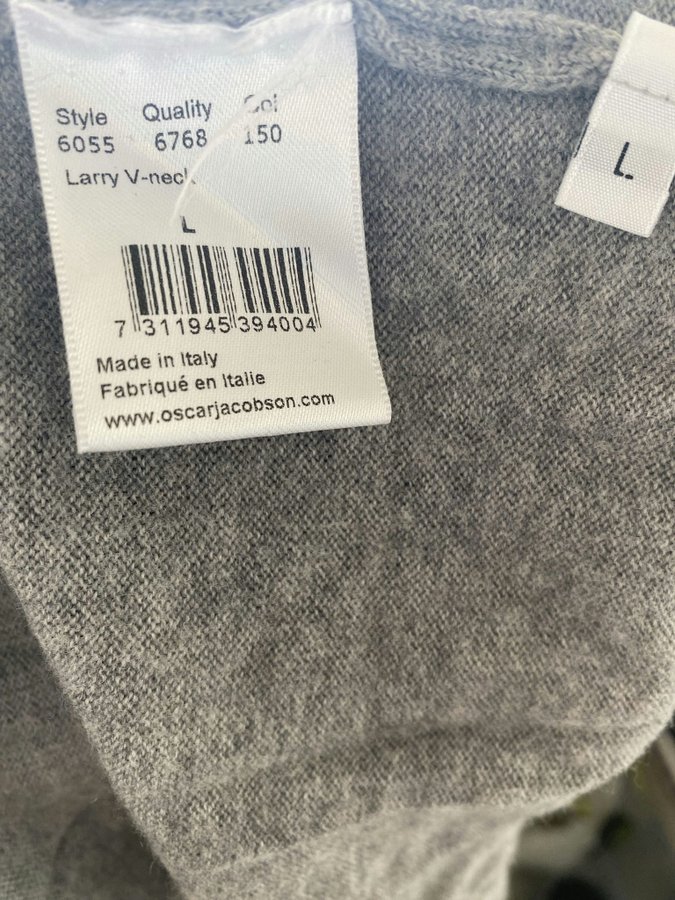 Style Quality Col
6055 6768 150
Larry V-neck
L
7 311945 394004
Made in Italy
Fabriqué en Italie
www.oscarjacobson.com
L